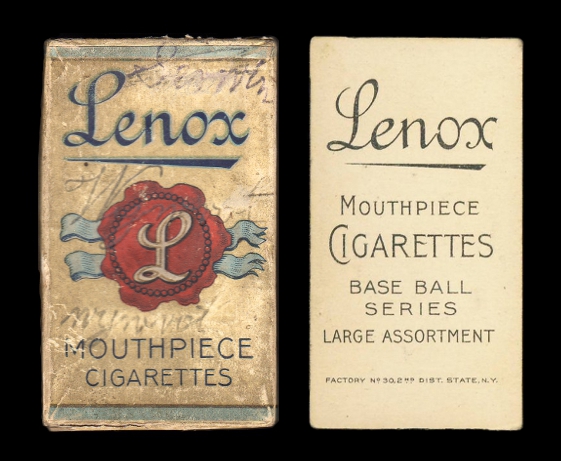 Lenox
L
MOUTHPIECE
CIGARETTES
Lenox
MOUTHPIECE
CIGARETTES
BASE BALL
SERIES
LARGE ASSORTMENT
FACTORY Nº 30, 2ND DIST. STATE, N.Y.